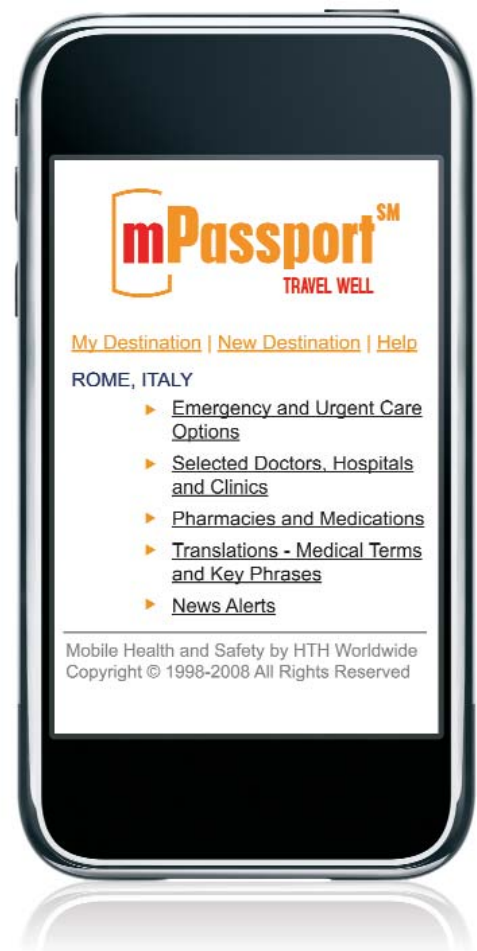 mPassport SM
TRAVEL WELL
My Destination | New Destination | Help
ROME, ITALY
Emergency and Urgent Care
Options
Selected Doctors, Hospitals
and Clinics
Pharmacies and Medications
Translations - Medical Terms
and Key Phrases
News Alerts
Mobile Health and Safety by HTH Worldwide
Copyright © 1998-2008 All Rights Reserved